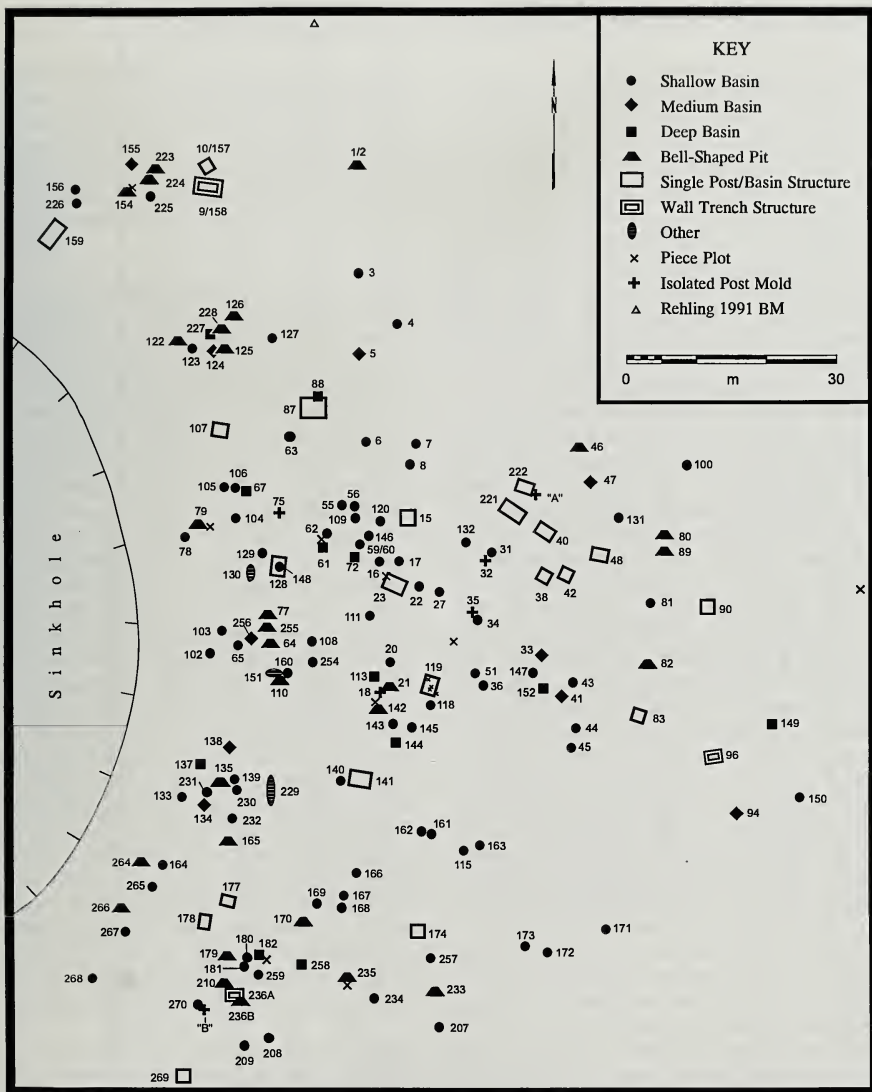 KEY
Shallow Basin
Medium Basin
Deep Basin
Bell-Shaped Pit
Single Post/Basin Structure
Wall Trench Structure
Other
Piece Plot
Isolated Post Mold
Rehling 1991 BM
0 30
m
N
155 223 10/157 1/2
156 224
226 154 225 9/158
159
3
126
228
227 127 4
122
123 125 5
124
88
87
107
63 6 7
46
8 100
222 47
106
105 67 56 "A"
75 55 221
79 104 109 120 15 131
62 40 80
78 146 132
129 59/60 31 48 89
61 72 17
130 148 16 32
128 23 22 27 38 42
35 81 90
77 111
256 255 34
103
64 108 33
65 20 82
102 254 119 147
160 113 51 43
151 21 36 152 41
110 18 118 83
142 149
143 145 44
138 144 45 96
137 135 139 140 141
231 150
133 230 229
134 232 94
162 161
165 163
115
264 164
166
265 177 169 167
266 168
178 170 171
267 174 173
180 182 172
179 257
181 258
268 259 235
210 236A 233
270 236B 234
"B" 207
208
209
269
Sinkhole